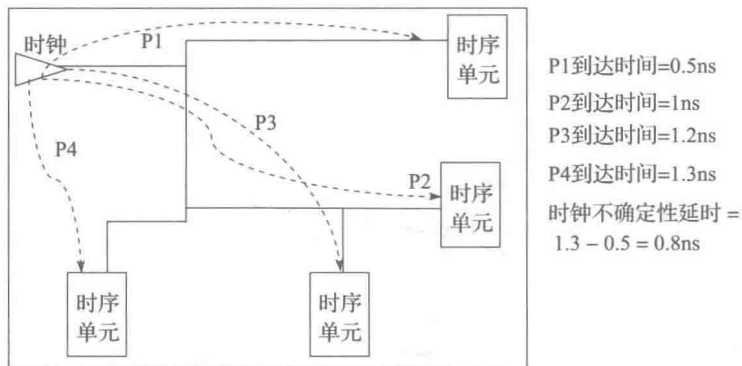 时钟
P1
时序
单元
P3
P4
P2
时序
单元
时序
单元
时序
单元
P1到达时间=0.5ns
P2到达时间=1ns
P3到达时间=1.2ns
P4到达时间=1.3ns
时钟不确定性延时 =
1.3 − 0.5 = 0.8ns